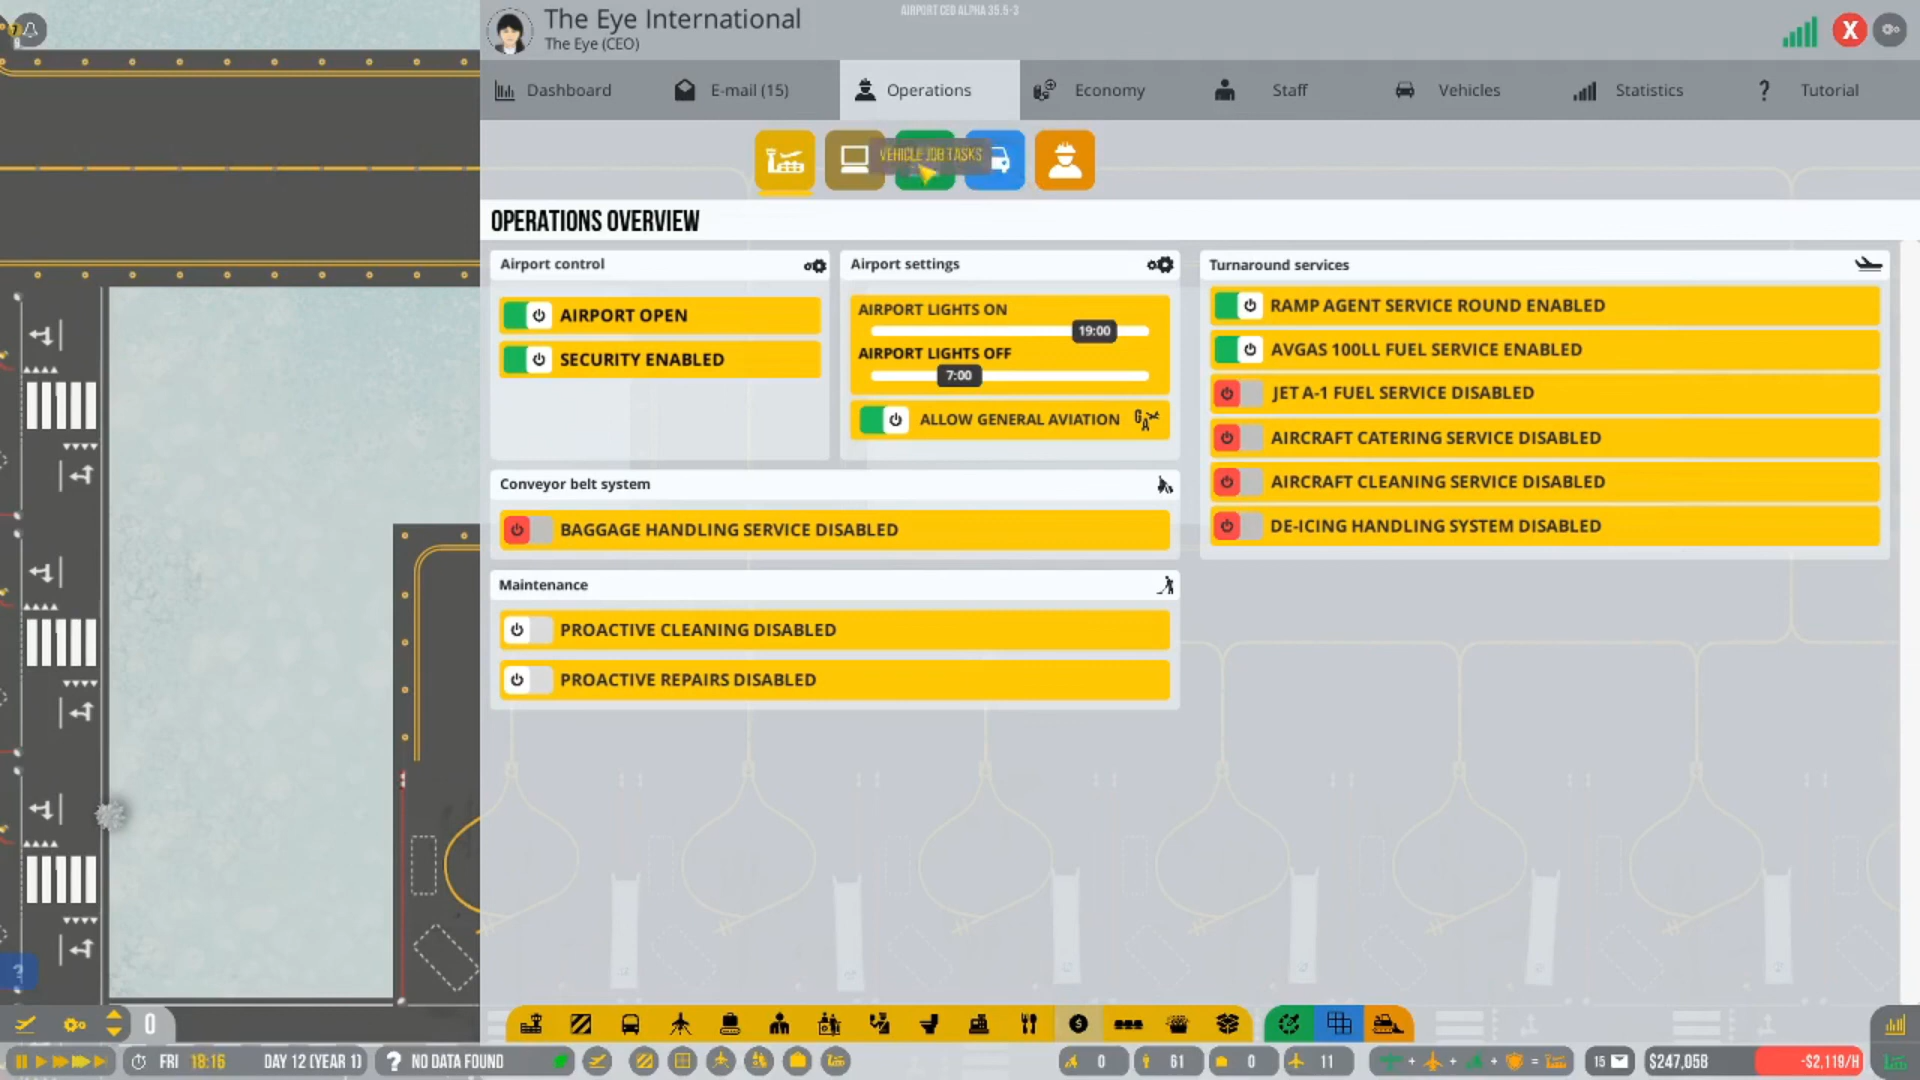 AIRPORT CEO ALPHA 35.5-3
The Eye International
The Eye (CEO)
X
Dashboard
E-mail (15)
Operations
Economy
Staff
Vehicles
Statistics
? Tutorial
VEHICLE JOB TASKS
OPERATIONS OVERVIEW
Airport control
AIRPORT OPEN
SECURITY ENABLED
Airport settings
AIRPORT LIGHTS ON
19:00
AIRPORT LIGHTS OFF
7:00
ALLOW GENERAL AVIATION
GA
Turnaround services
RAMP AGENT SERVICE ROUND ENABLED
AVGAS 100LL FUEL SERVICE ENABLED
JET A-1 FUEL SERVICE DISABLED
AIRCRAFT CATERING SERVICE DISABLED
AIRCRAFT CLEANING SERVICE DISABLED
DE-ICING HANDLING SYSTEM DISABLED
Conveyor belt system
BAGGAGE HANDLING SERVICE DISABLED
Maintenance
PROACTIVE CLEANING DISABLED
PROACTIVE REPAIRS DISABLED
0
FRI 18:16 DAY 12 (YEAR 1)
? NO DATA FOUND
0
61
0
11
+ + + =
15
$247,058
-$2,119/H